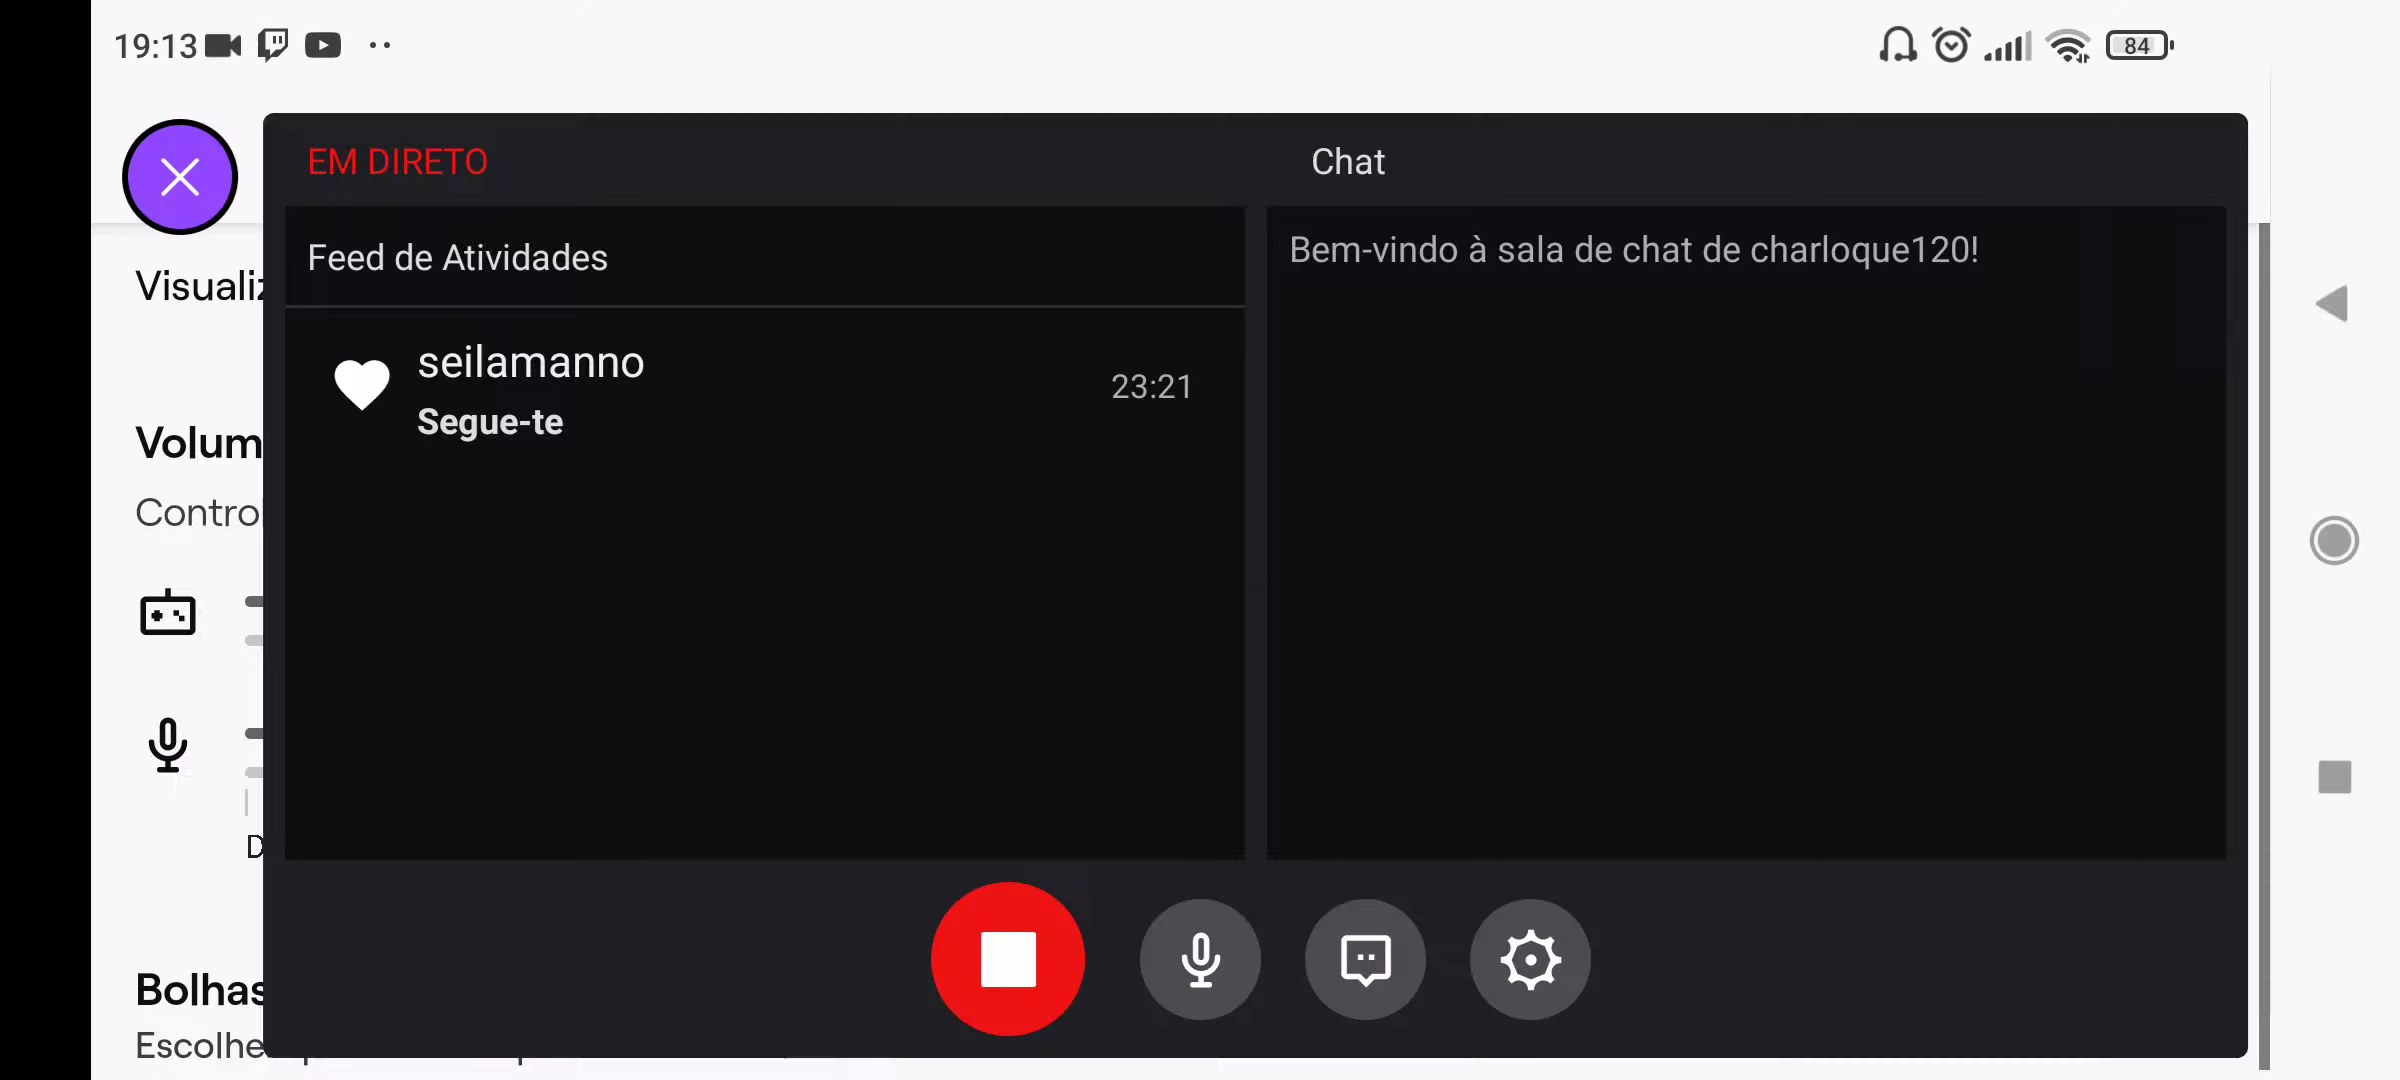 19:13
84
EM DIRETO
Chat
Feed de Atividades
Bem-vindo à sala de chat de charloque120!
Visualiz
seilamanno
23:21
Segue-te
Volum
Contro
D
Bolhas
Escolhe